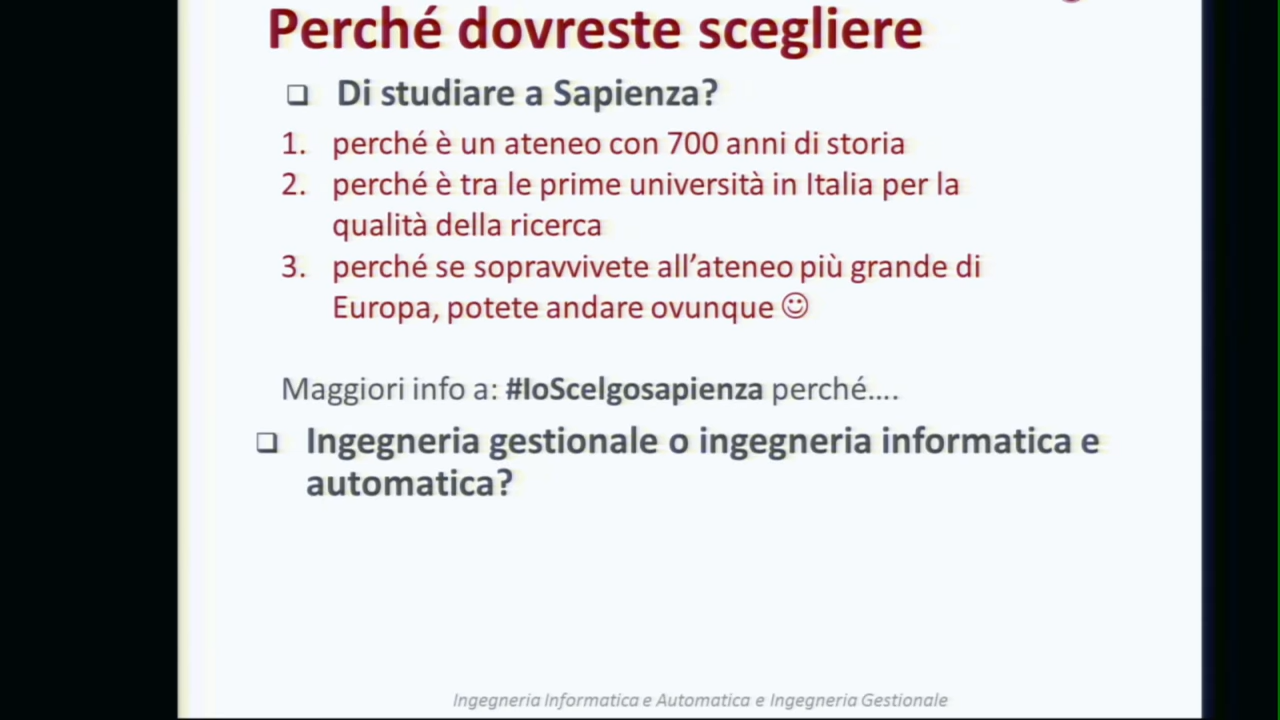 Perché dovreste scegliere
❑ Di studiare a Sapienza?
1. perché è un ateneo con 700 anni di storia
2. perché è tra le prime università in Italia per la
qualità della ricerca
3. perché se sopravvivete all’ateneo più grande di
Europa, potete andare ovunque ☺
Maggiori info a: #IoScelgosapienza perché....
❑ Ingegneria gestionale o ingegneria informatica e
automatica?
Ingegneria Informatica e Automatica e Ingegneria Gestionale